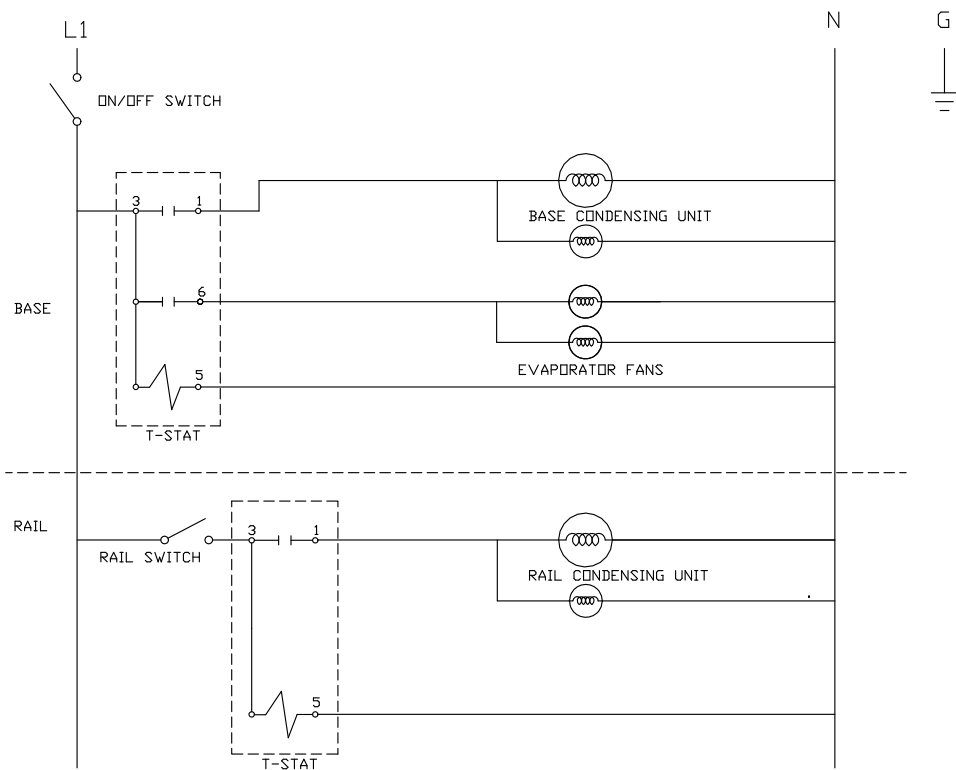 L1
N
G
ON/OFF SWITCH
3
1
BASE CONDENSING UNIT
6
BASE
EVAPORATOR FANS
5
T-STAT
RAIL
3
1
RAIL SWITCH
RAIL CONDENSING UNIT
5
T-STAT